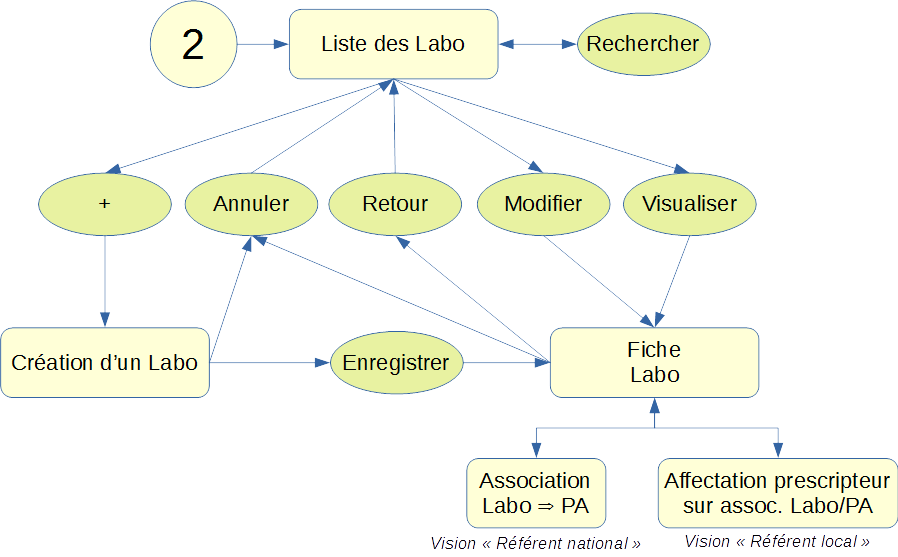 2
Liste des Labo
Rechercher
+
Annuler
Retour
Modifier
Visualiser
Création d’un Labo
Enregistrer
Fiche
Labo
Association
Labo ⇒ PA
Affectation prescripteur
sur assoc. Labo/PA
Vision « Référent national »
Vision « Référent local »